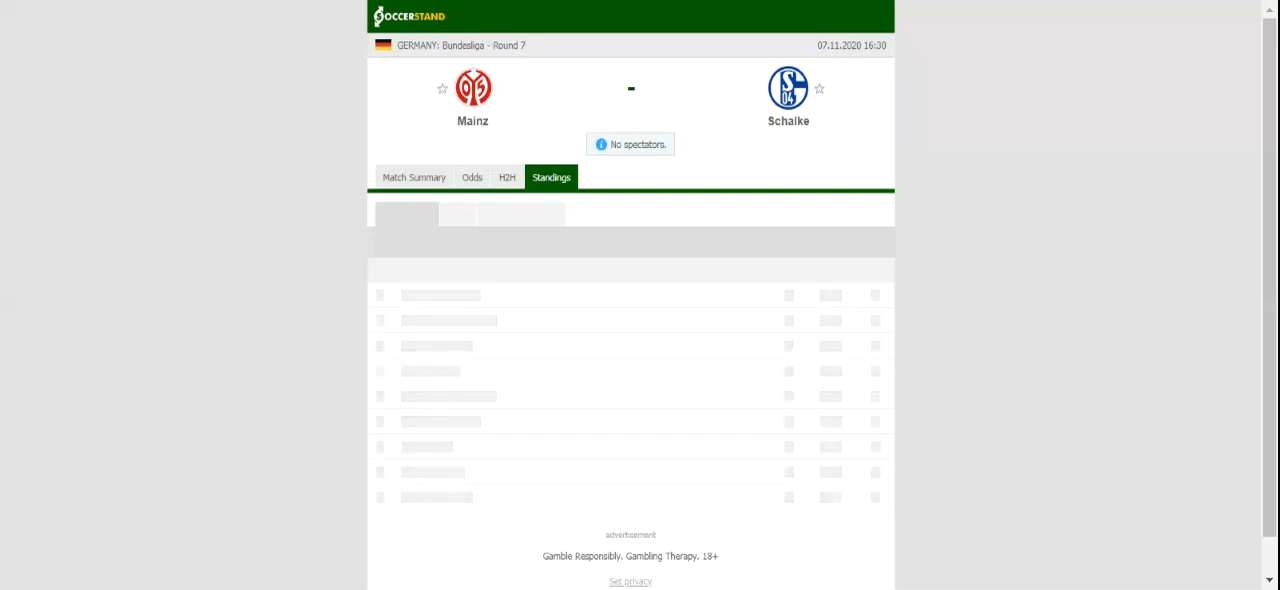 SOCCERSTAND
GERMANY: Bundesliga - Round 7
07.11.2020 16:30
-
Mainz
Schalke
No spectators.
Match Summary
Odds
H2H
Standings
advertisement
Gamble Responsibly. Gambling Therapy. 18+
Set privacy